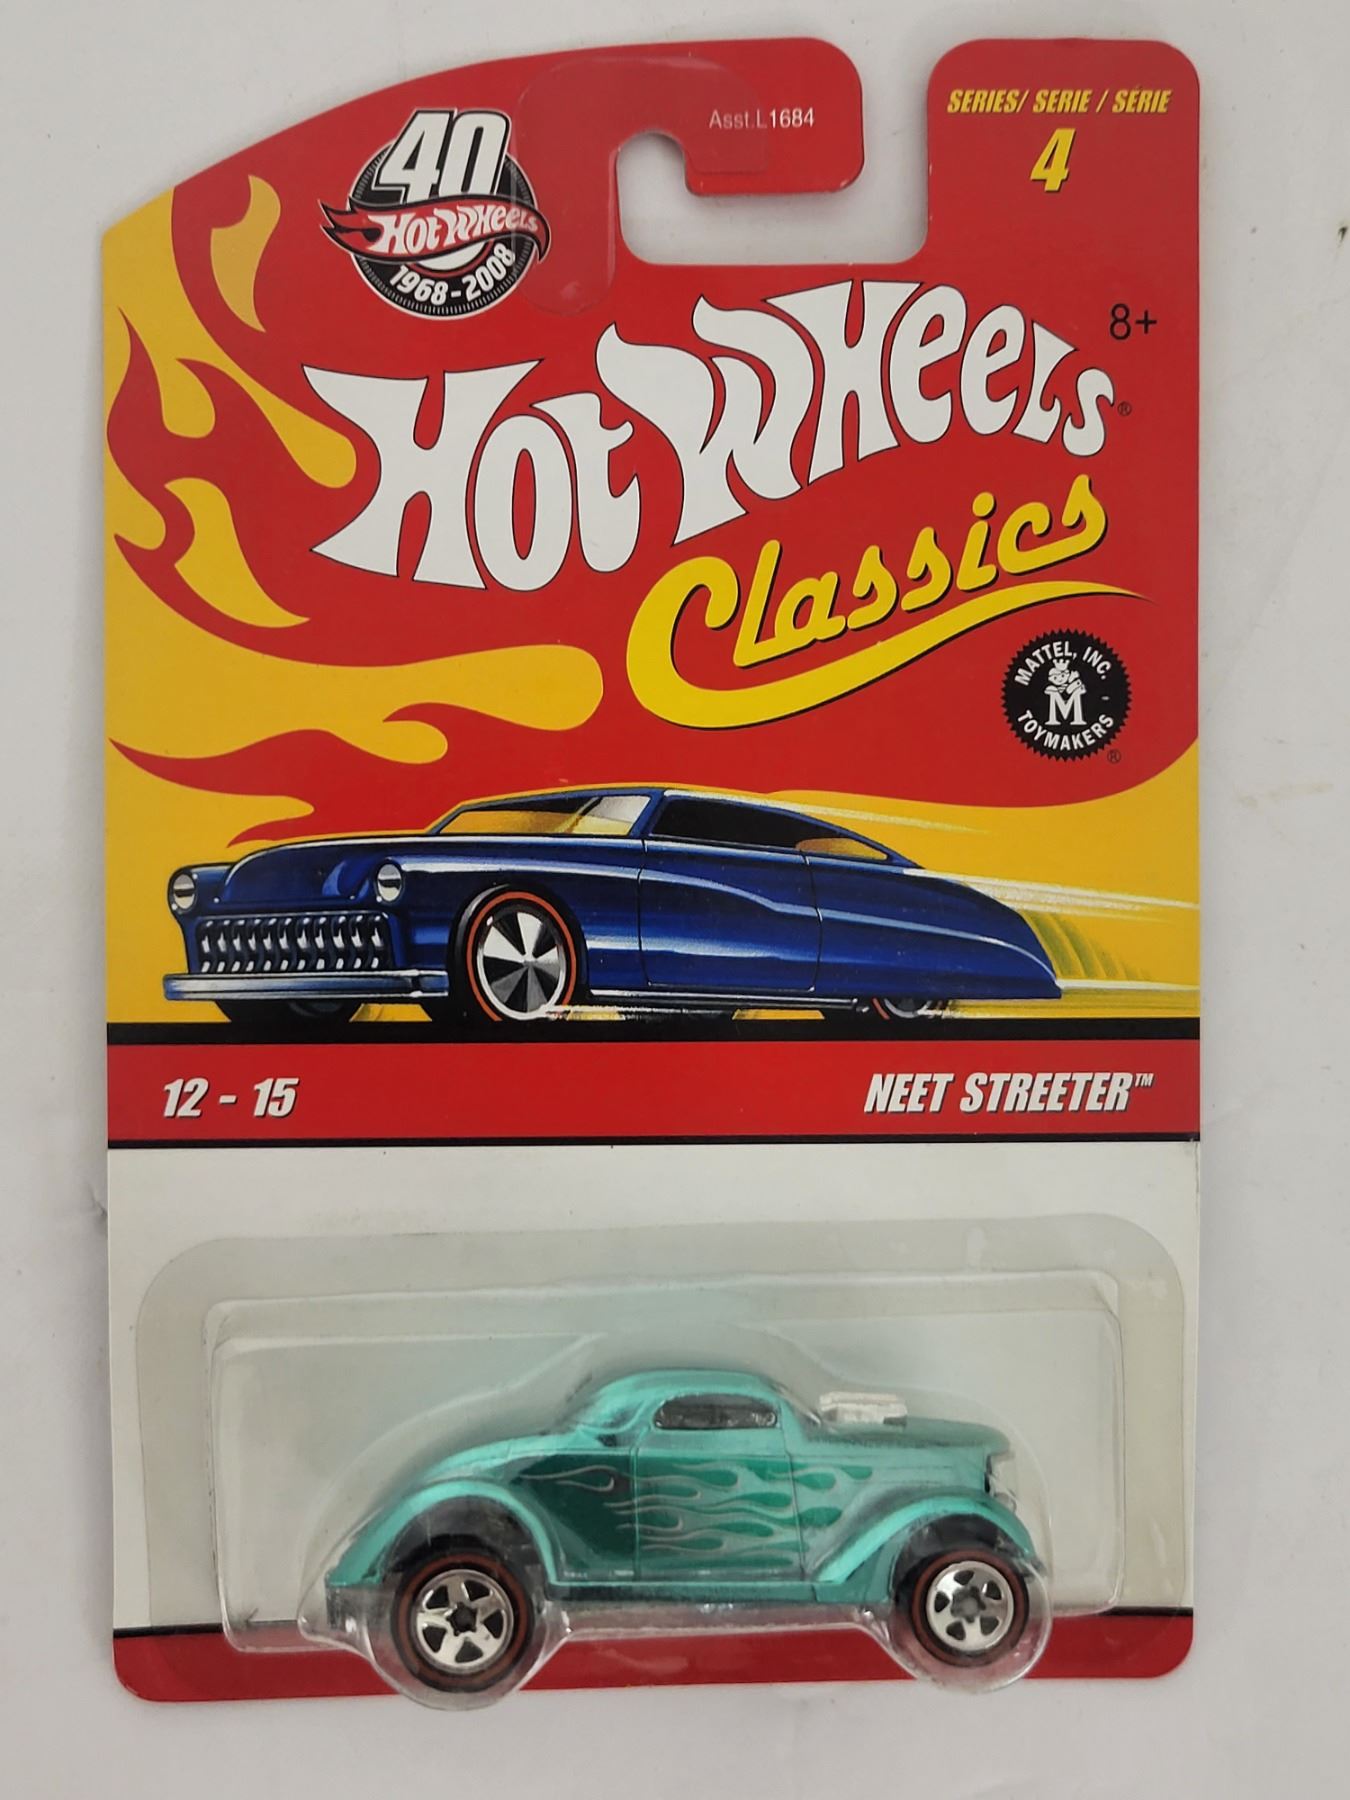 Asst.L1684
SERIES/ SERIE / SÉRIE
4
40
Hot Wheels
1968-2008
8+
Hot Wheels®
Classics
MATTEL, INC.
M
TOYMAKERS®
12 - 15
NEET STREETER™